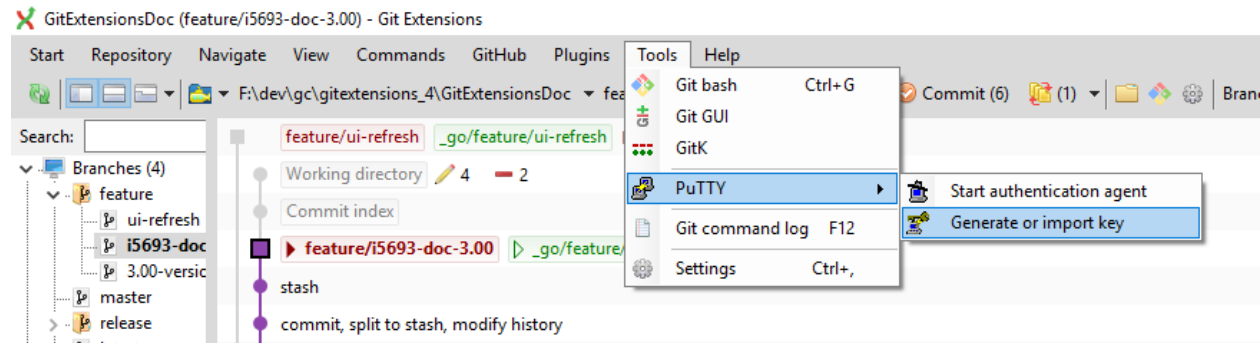 GitExtensionsDoc (feature/i5693-doc-3.00) - Git Extensions
Start Repository Navigate View Commands GitHub Plugins Tools Help
F:\dev\gc\gitextensions_4\GitExtensionsDoc Commit (6) (1)
Git bash Ctrl+G
Git GUI
GitK
PuTTY
Git command log F12
Settings Ctrl+,
Start authentication agent
Generate or import key
Search:
Branches (4)
feature
ui-refresh
i5693-doc
3.00-versic
master
release
feature/ui-refresh _go/feature/ui-refresh
Working directory 4 2
Commit index
feature/i5693-doc-3.00 _go/feature/
stash
commit, split to stash, modify history